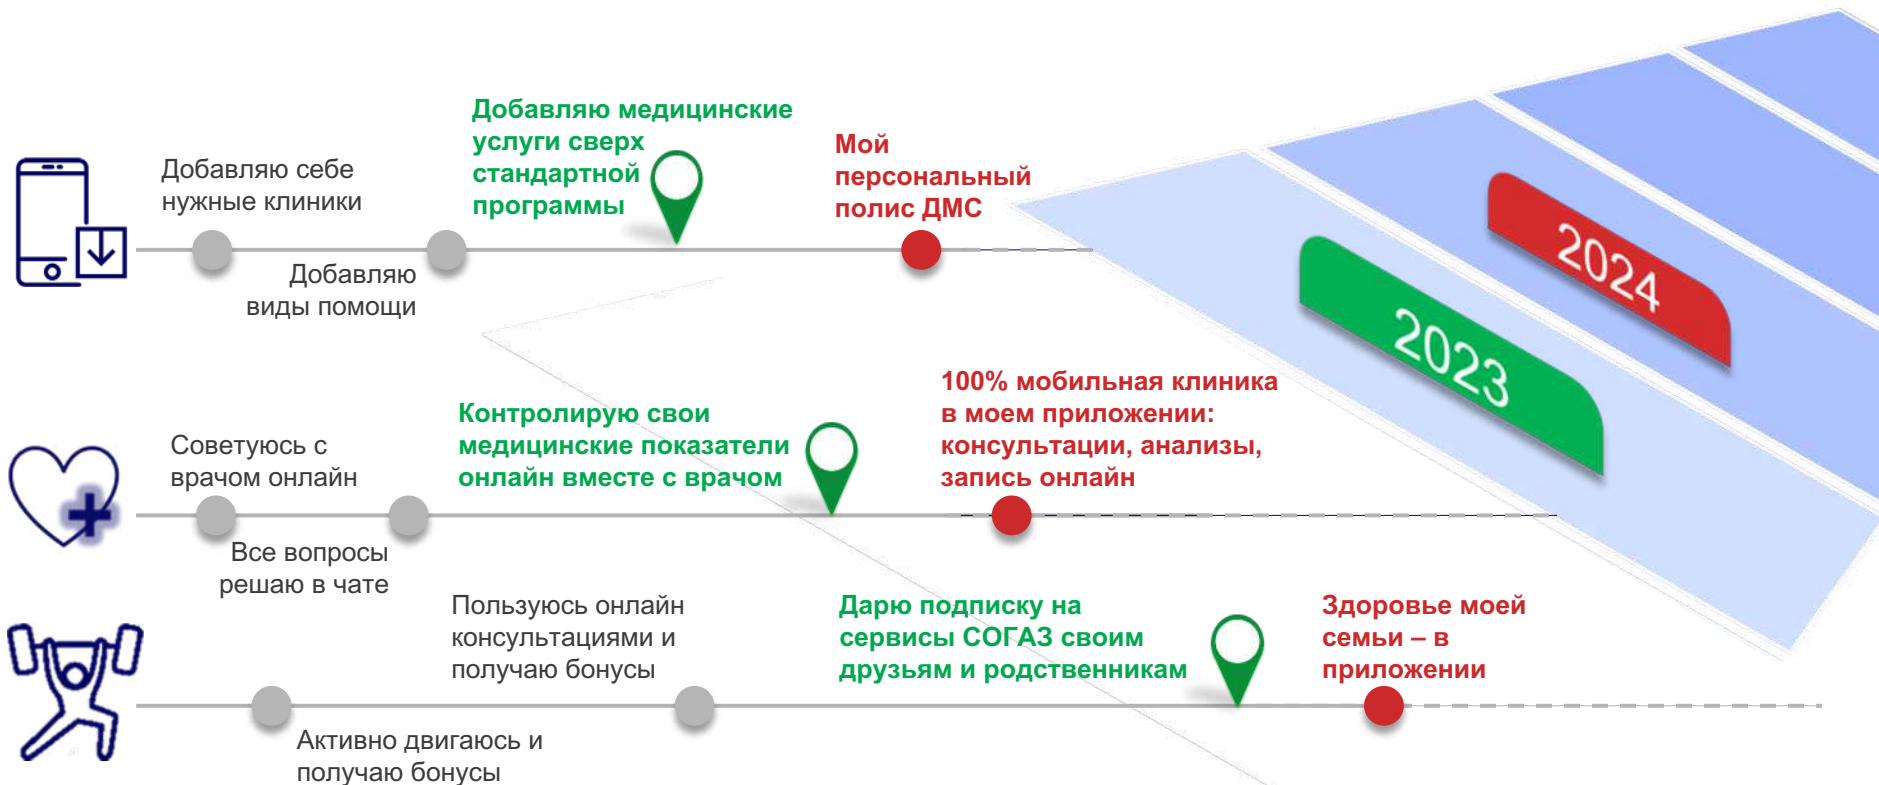 Добавляю себе
нужные клиники
Добавляю
виды помощи
Добавляю медицинские
услуги сверх
стандартной
программы
Мой
персональный
полис ДМС
2023
2024
Советуюсь с
врачом онлайн
Все вопросы
решаю в чате
Контролирую свои
медицинские показатели
онлайн вместе с врачом
100% мобильная клиника
в моем приложении:
консультации, анализы,
запись онлайн
Активно двигаюсь и
получаю бонусы
Пользуюсь онлайн
консультациями и
получаю бонусы
Дарю подписку на
сервисы СОГАЗ своим
друзьям и родственникам
Здоровье моей
семьи – в
приложении